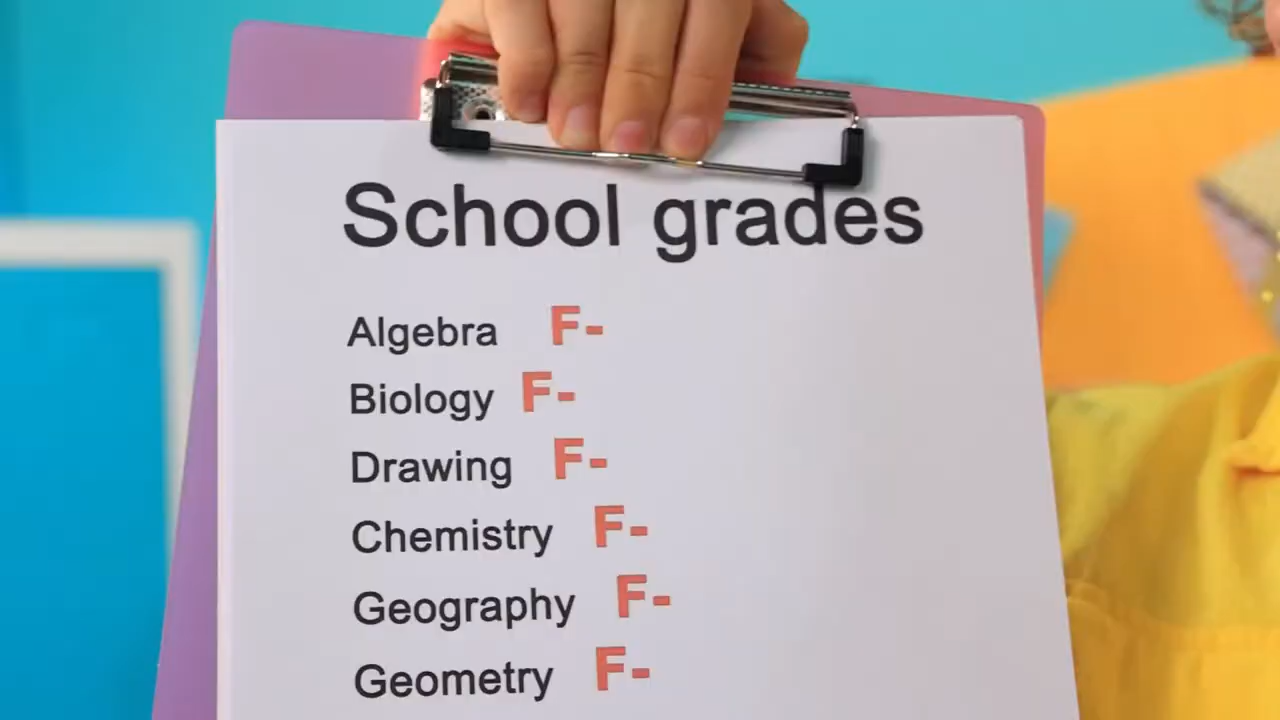 School grades
Algebra F-
Biology F-
Drawing F-
Chemistry F-
Geography F-
Geometry F-